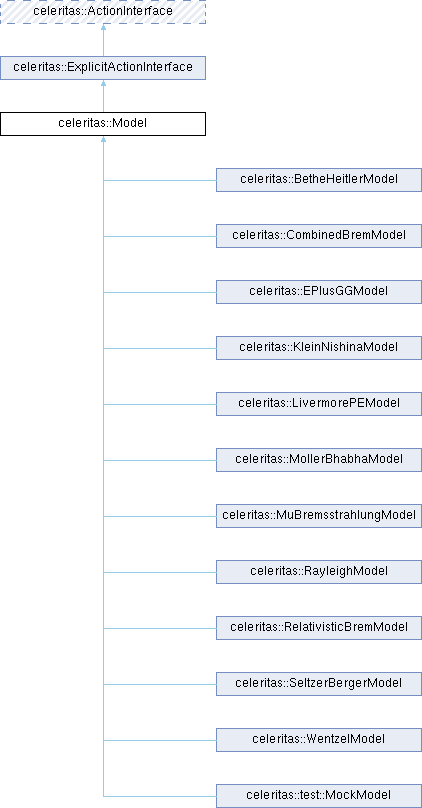 celeritas::ActionInterface
celeritas::ExplicitActionInterface
celeritas::Model
celeritas::BetheHeitlerModel
celeritas::CombinedBremModel
celeritas::EPlusGGModel
celeritas::KleinNishinaModel
celeritas::LivermorePEModel
celeritas::MollerBhabhaModel
celeritas::MuBremsstrahlungModel
celeritas::RayleighModel
celeritas::RelativisticBremModel
celeritas::SeltzerBergerModel
celeritas::WentzelModel
celeritas::test::MockModel